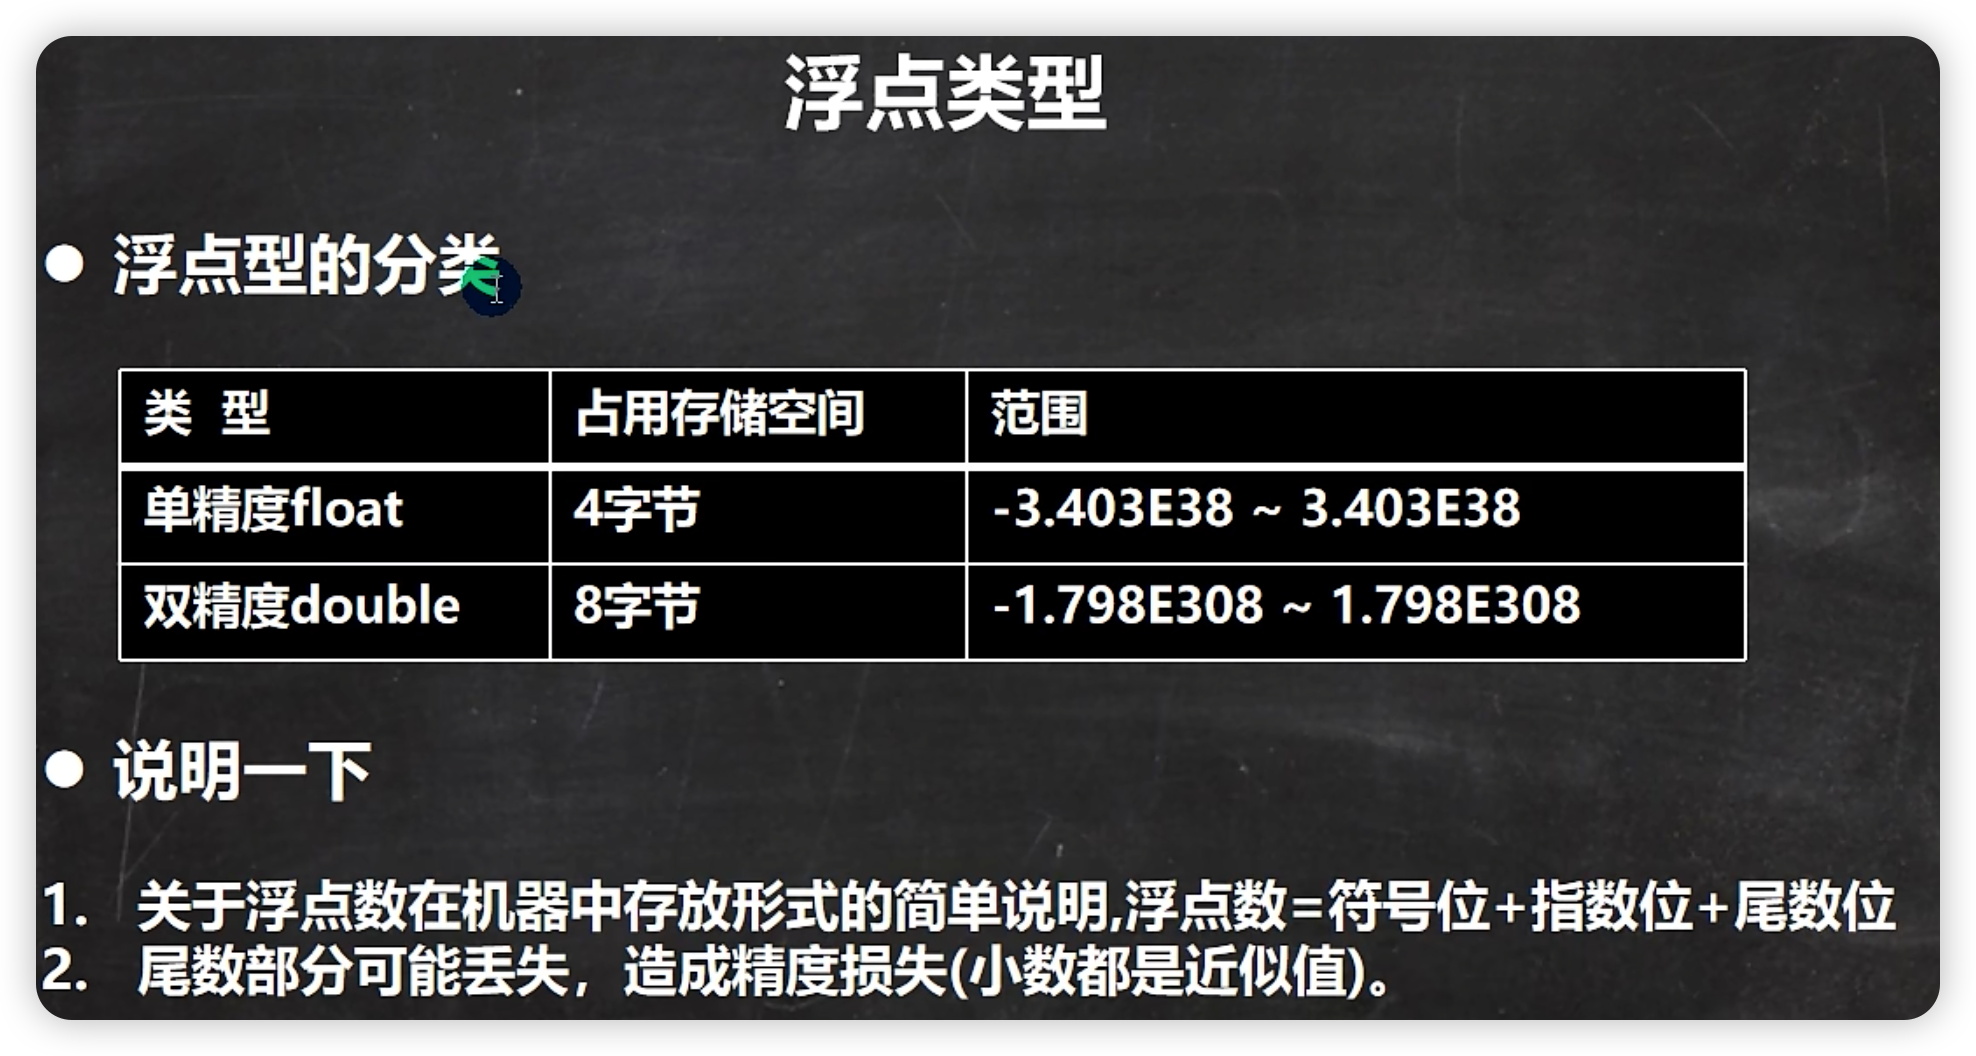 浮点类型
● 浮点型的分类
类 型 占用存储空间 范围
单精度float 4字节 -3.403E38 ~ 3.403E38
双精度double 8字节 -1.798E308 ~ 1.798E308
● 说明一下
1. 关于浮点数在机器中存放形式的简单说明,浮点数=符号位+指数位+尾数位
2. 尾数部分可能丢失，造成精度损失(小数都是近似值)。